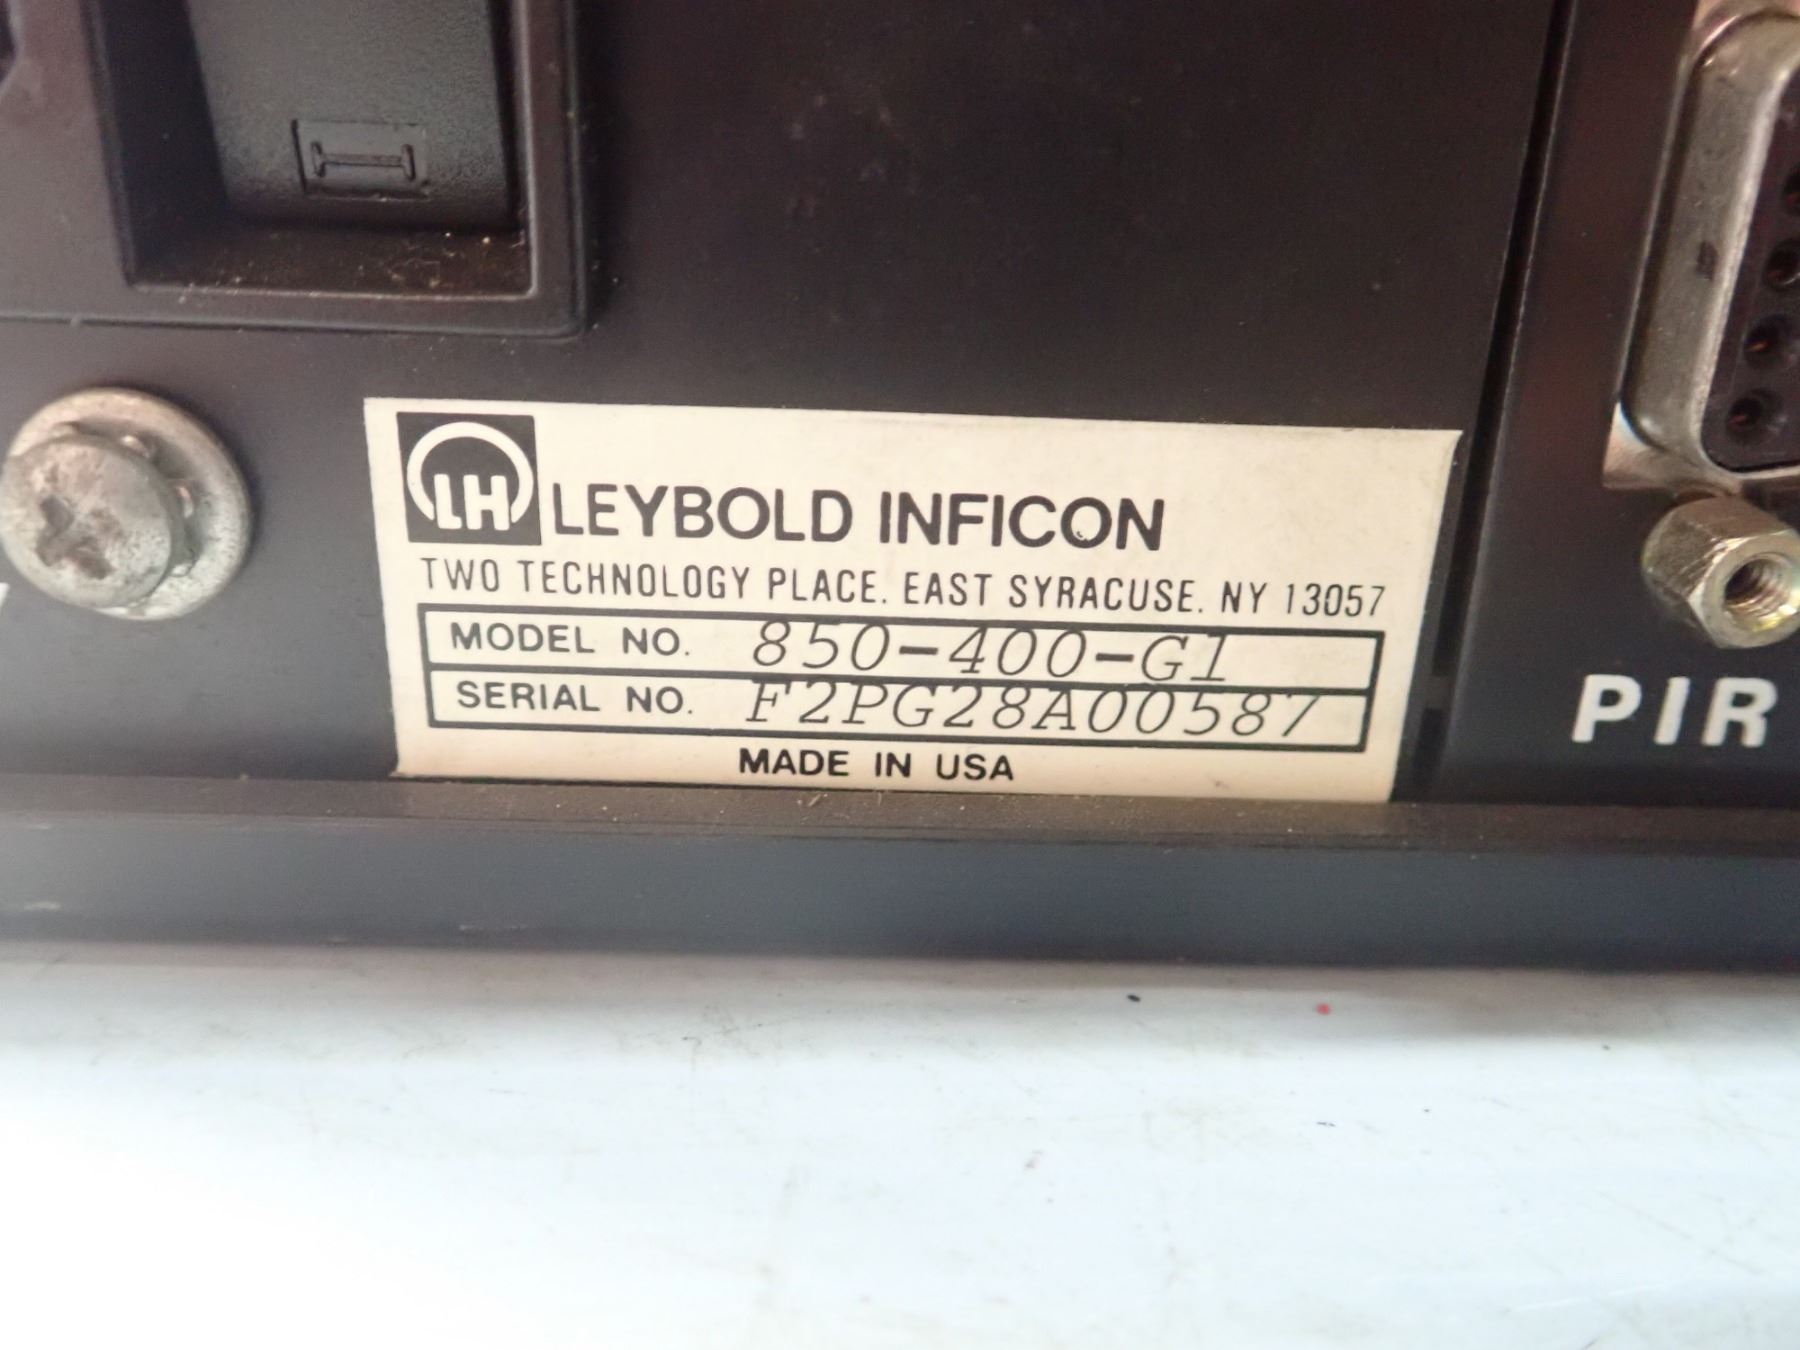 LH LEYBOLD INFICON
TWO TECHNOLOGY PLACE. EAST SYRACUSE. NY 13057
MODEL NO. 850-400-G1
SERIAL NO. F2PG28A00587
MADE IN USA
PIR